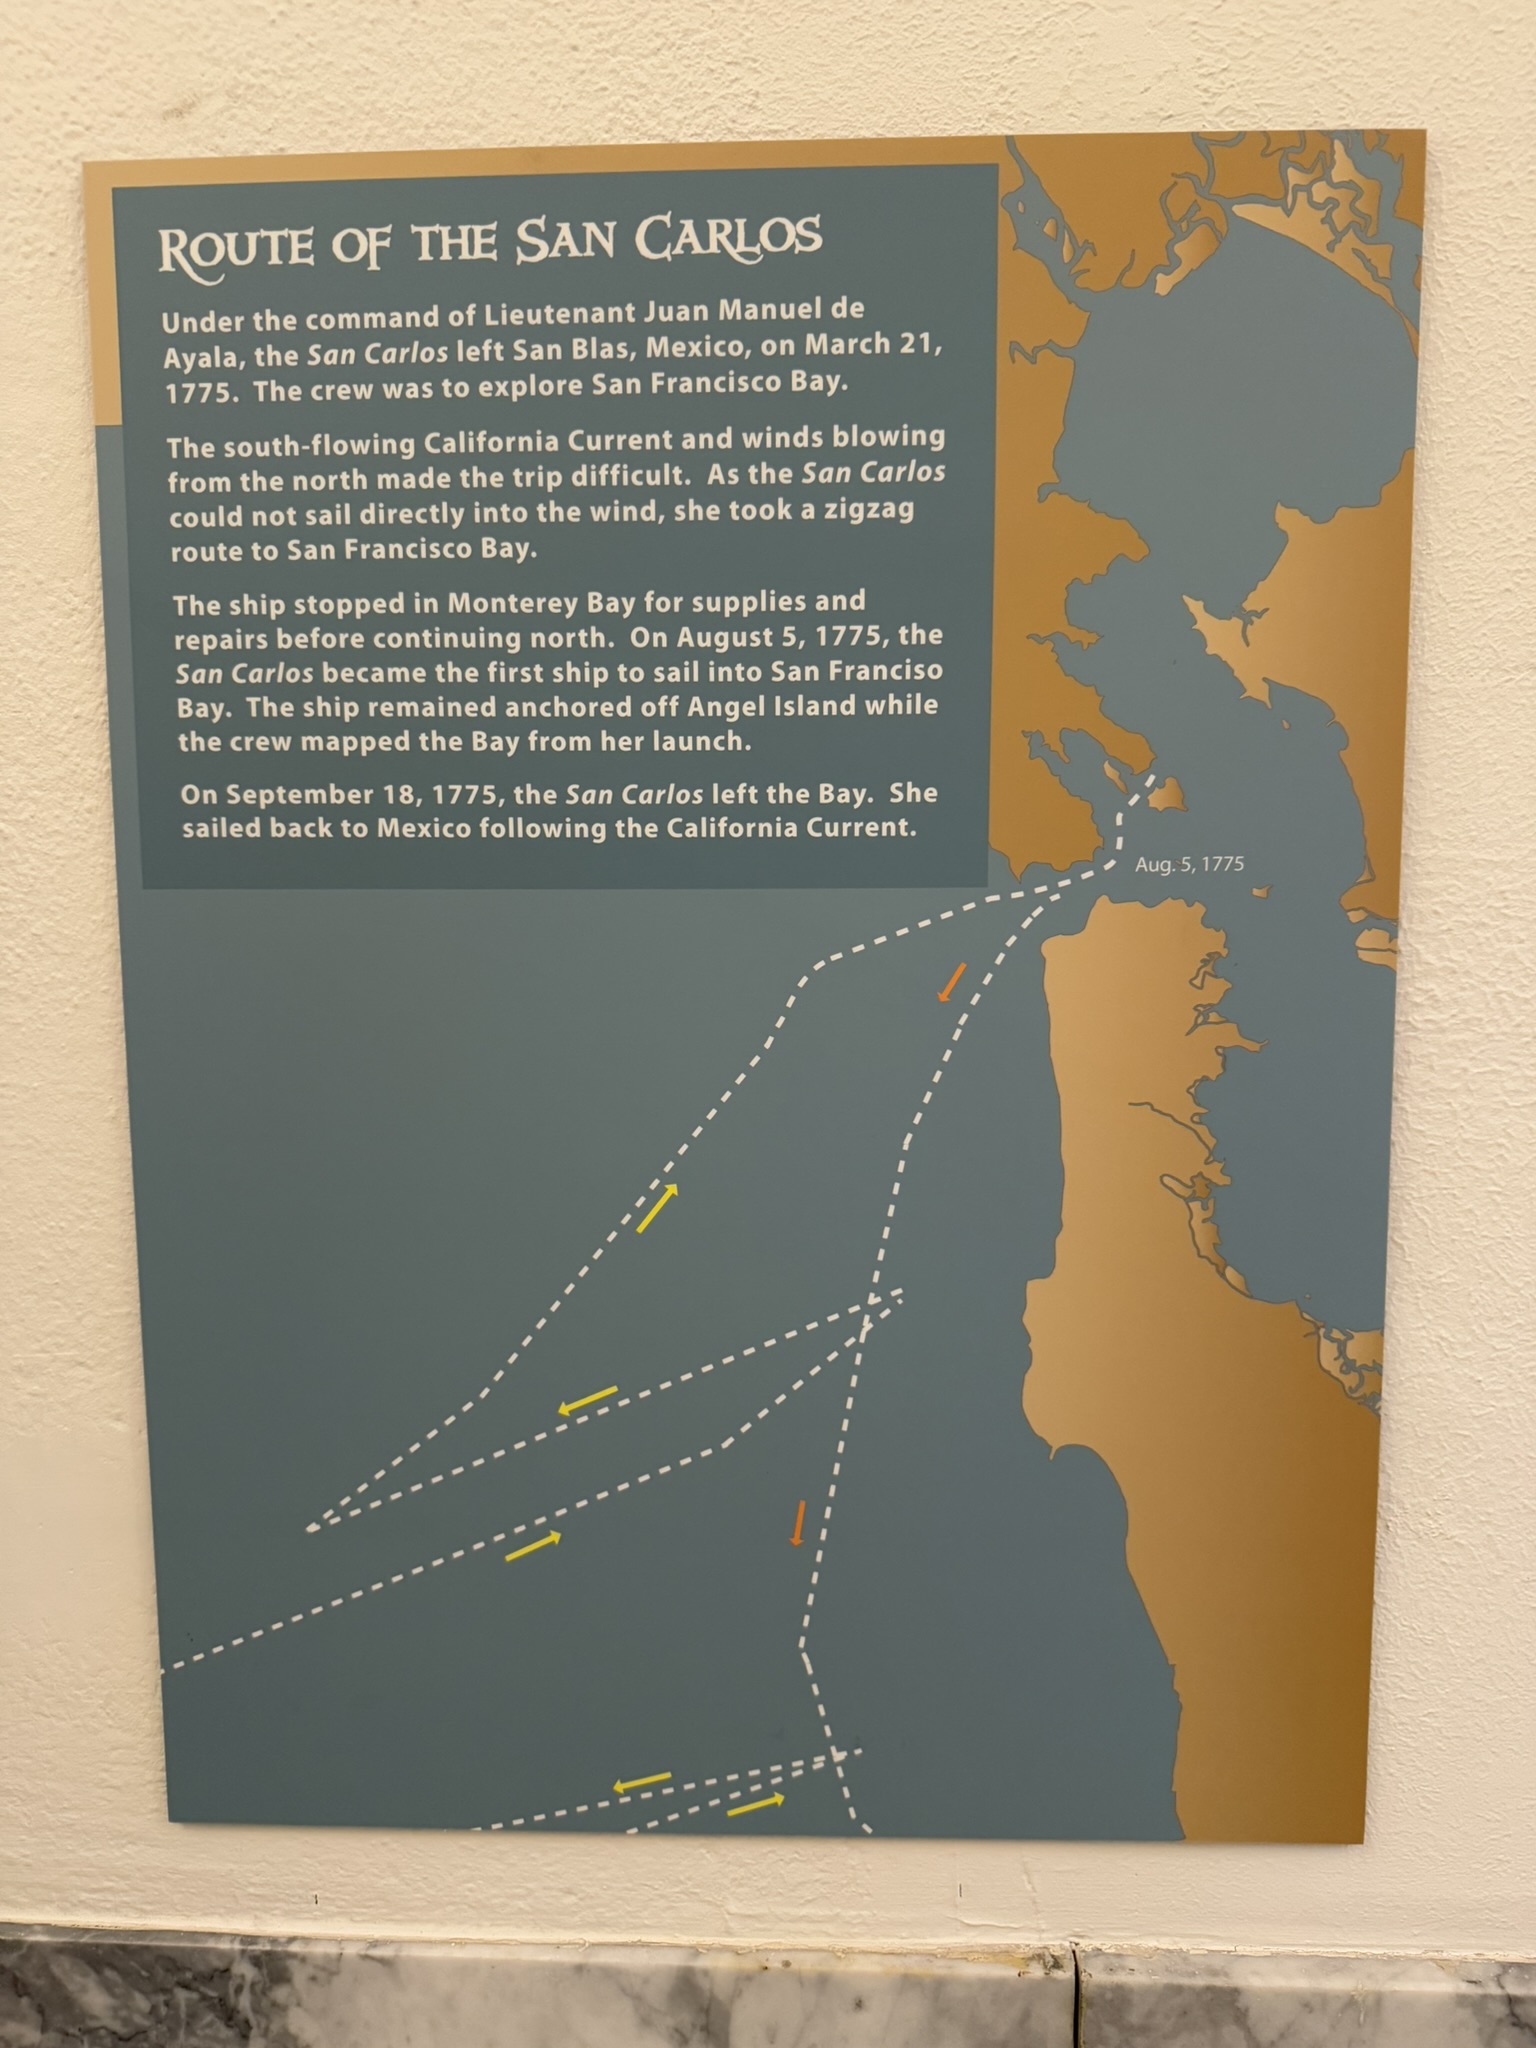 Route of the San Carlos
Under the command of Lieutenant Juan Manuel de
Ayala, the San Carlos left San Blas, Mexico, on March 21,
1775. The crew was to explore San Francisco Bay.
The south-flowing California Current and winds blowing
from the north made the trip difficult. As the San Carlos
could not sail directly into the wind, she took a zigzag
route to San Francisco Bay.
The ship stopped in Monterey Bay for supplies and
repairs before continuing north. On August 5, 1775, the
San Carlos became the first ship to sail into San Franciso
Bay. The ship remained anchored off Angel Island while
the crew mapped the Bay from her launch.
On September 18, 1775, the San Carlos left the Bay. She
sailed back to Mexico following the California Current.
Aug. 5, 1775